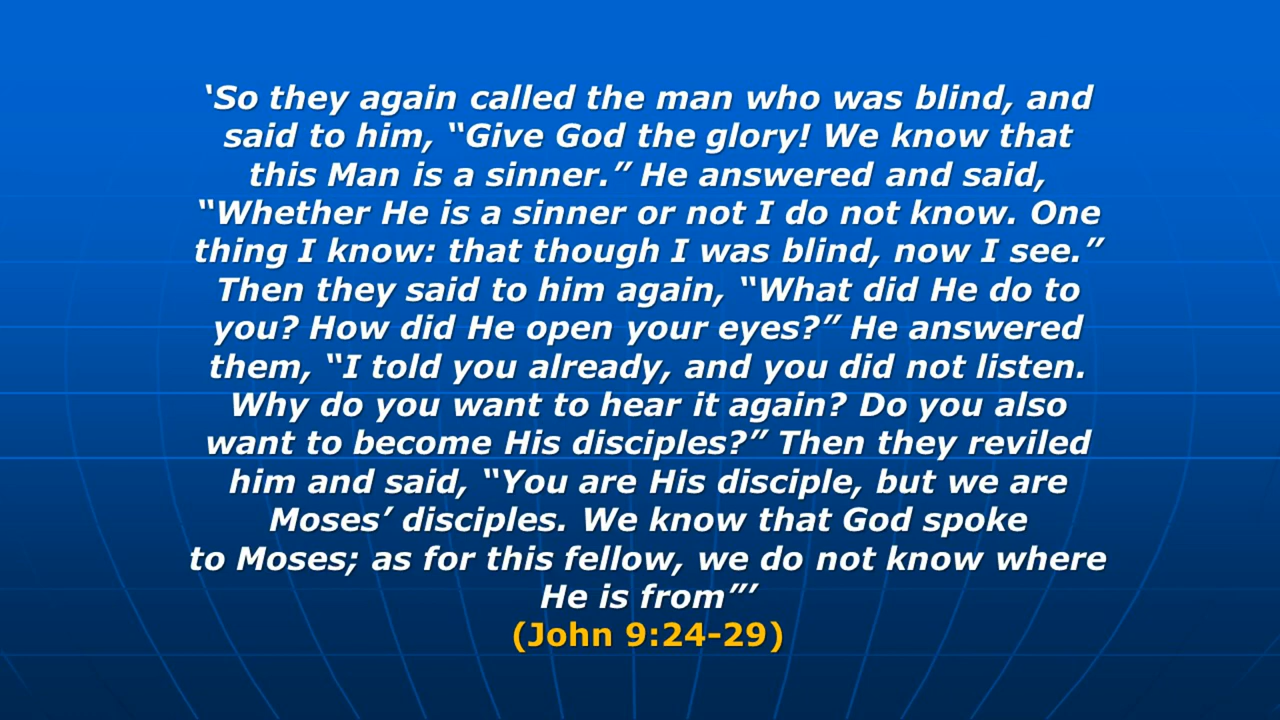 ‘So they again called the man who was blind, and
said to him, “Give God the glory! We know that
this Man is a sinner.” He answered and said,
“Whether He is a sinner or not I do not know. One
thing I know: that though I was blind, now I see.”
Then they said to him again, “What did He do to
you? How did He open your eyes?” He answered
them, “I told you already, and you did not listen.
Why do you want to hear it again? Do you also
want to become His disciples?” Then they reviled
him and said, “You are His disciple, but we are
Moses’ disciples. We know that God spoke
to Moses; as for this fellow, we do not know where
He is from”’
(John 9:24-29)